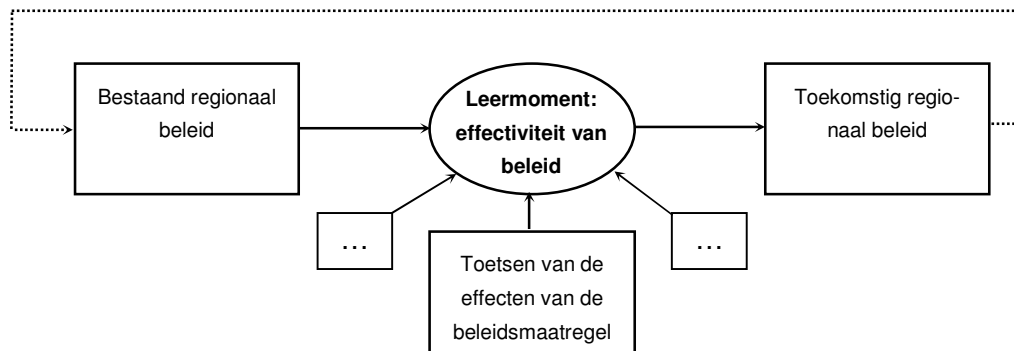 Bestaand regionaal
beleid
Leermoment:
effectiviteit van
beleid
Toekomstig regio-
naal beleid
...
Toetsen van de
effecten van de
beleidsmaatregel
...